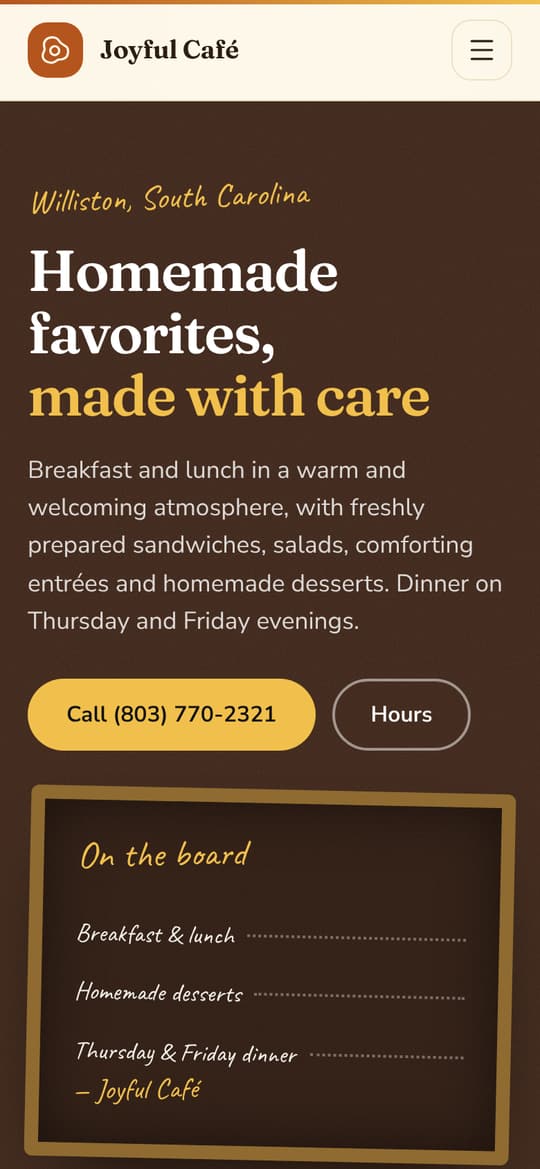 Joyful Café
Williston, South Carolina
Homemade
favorites,
made with care
Breakfast and lunch in a warm and
welcoming atmosphere, with freshly
prepared sandwiches, salads, comforting
entrées and homemade desserts. Dinner on
Thursday and Friday evenings.
Call (803) 770-2321
Hours
On the board
Breakfast & lunch
Homemade desserts
Thursday & Friday dinner
– Joyful Café